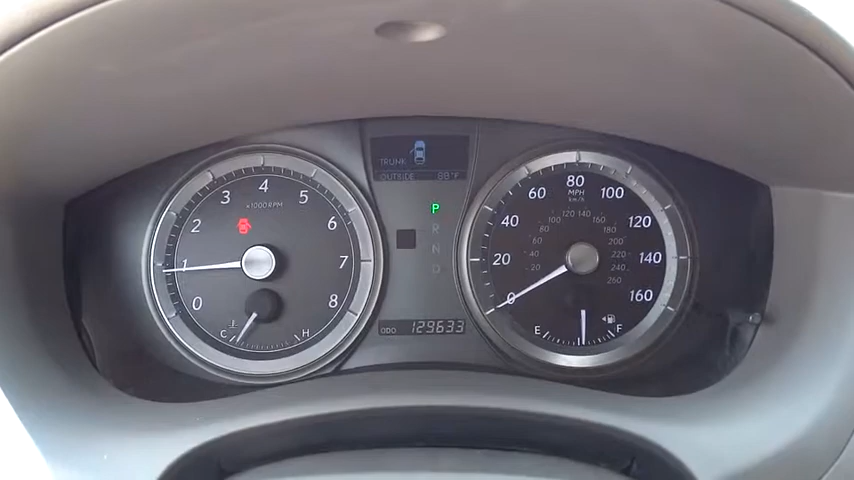 TRUNK
OUTSIDE 88°F
P
R
N
D
ODO 129633
0 1 2 3 4 5 6 7 8
x1000RPM
C H
0 20 40 60 80 100 120 140 160
MPH
km/h
20 40 60 80 100 120 140 160 180 200 220 240 260
E F